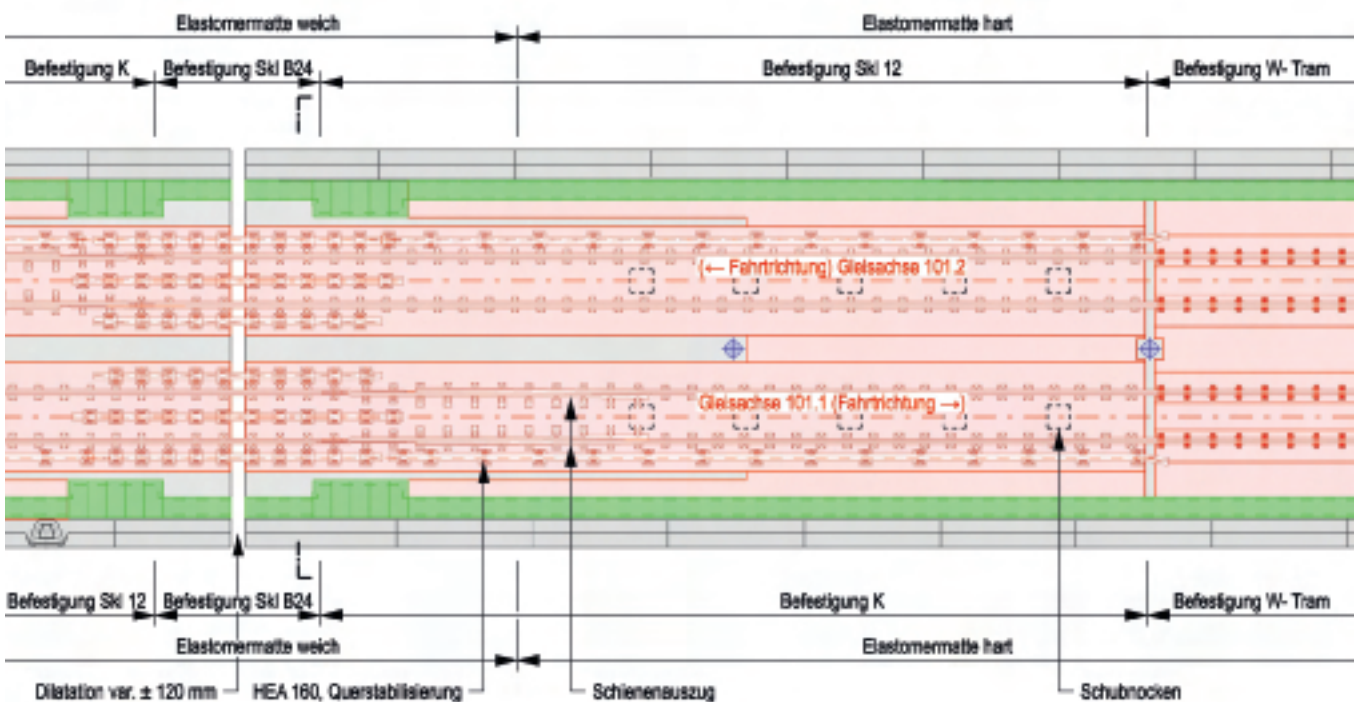 Elastomermatte weich Elastomermatte hart
Befestigung K Befestigung Skl B24 Befestigung Skl 12 Befestigung W- Tram
(← Fahrtrichtung) Gleisachse 101.2
Gleisachse 101.1 (Fahrtrichtung →)
Befestigung Skl 12 Befestigung Skl B24 Befestigung K Befestigung W- Tram
Elastomermatte weich Elastomermatte hart
Dilatation var. ± 120 mm HEA 160, Querstabilisierung Schienenauszug Schubnocken